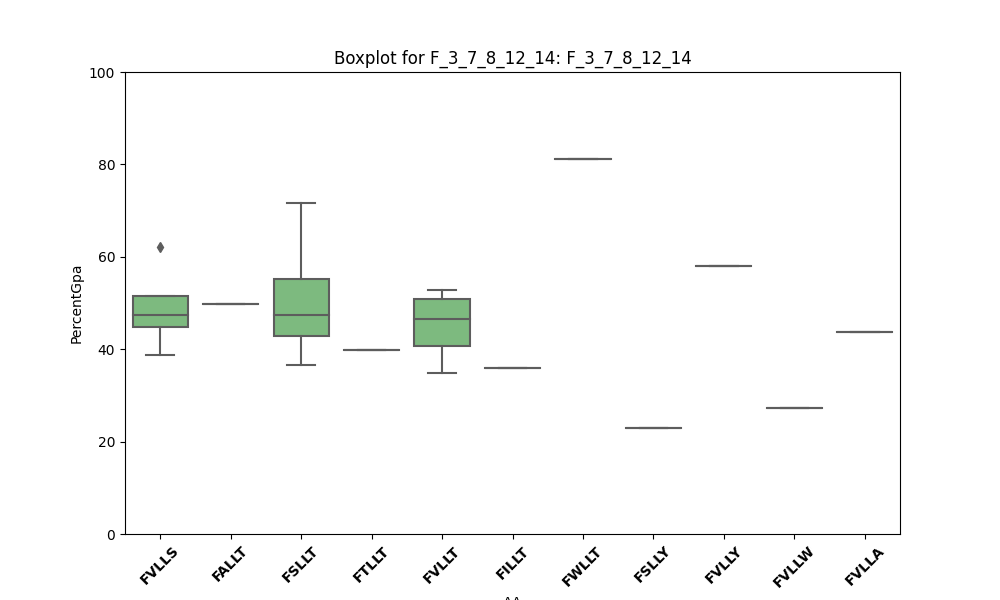 Boxplot for F_3_7_8_12_14: F_3_7_8_12_14
100
80
60
40
20
0
PercentGpa
FVLLS
FALLT
FSLLT
FTLLT
FVLLT
FILLT
FWLLT
FSLLY
FVLLY
FVLLW
FVLLA